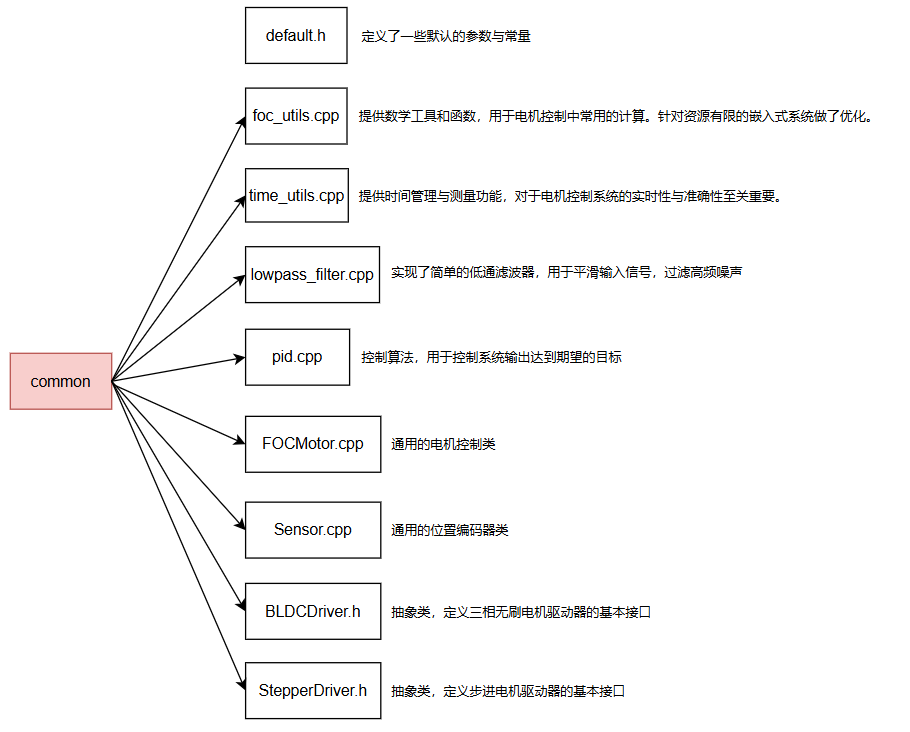 default.h 定义了一些默认的参数与常量
foc_utils.cpp 提供数学工具和函数，用于电机控制中常用的计算。针对资源有限的嵌入式系统做了优化。
time_utils.cpp 提供时间管理与测量功能，对于电机控制系统的实时性与准确性至关重要。
lowpass_filter.cpp 实现了简单的低通滤波器，用于平滑输入信号，过滤高频噪声
pid.cpp 控制算法，用于控制系统输出达到期望的目标
common
FOCMotor.cpp 通用的电机控制类
Sensor.cpp 通用的位置编码器类
BLDCDriver.h 抽象类，定义三相无刷电机驱动器的基本接口
StepperDriver.h 抽象类，定义步进电机驱动器的基本接口